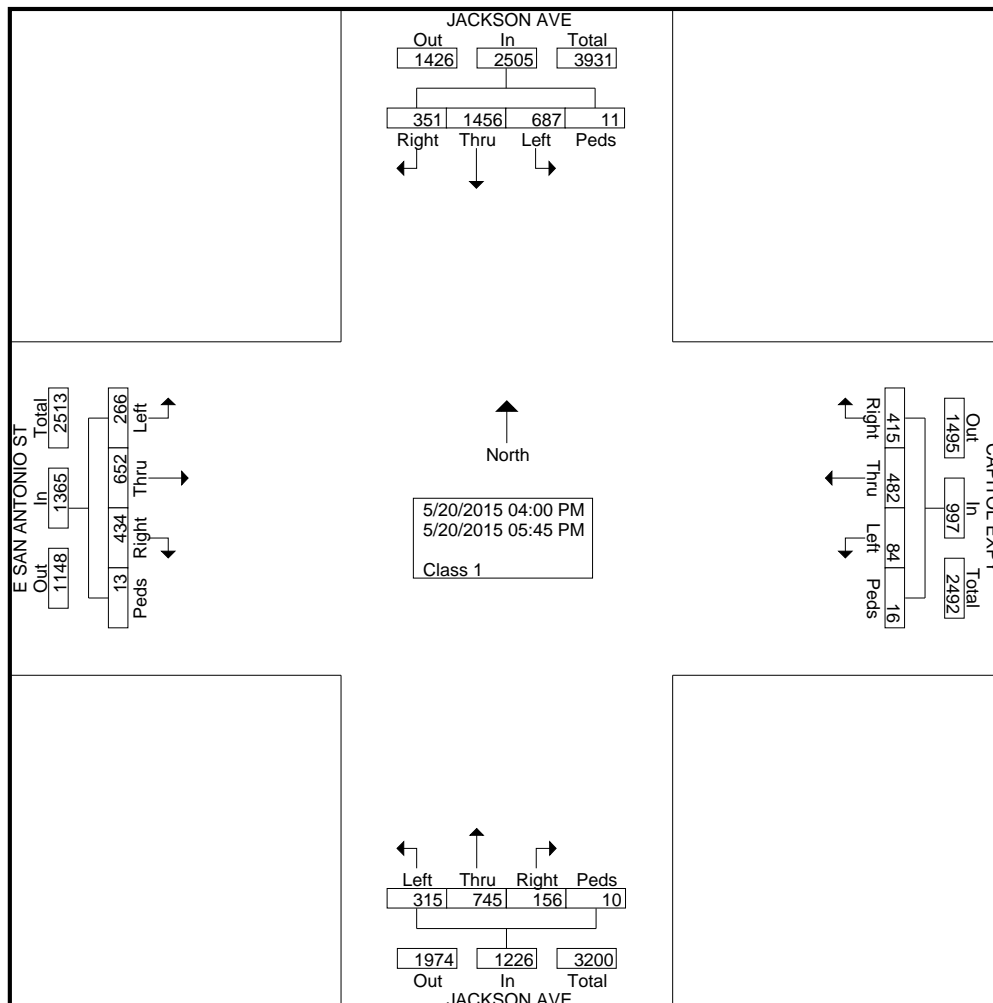 JACKSON AVE
Out In Total
1426 2505 3931
351 1456 687 11
Right Thru Left Peds
E SAN ANTONIO ST
Out In Total
1148 1365 2513
13 434 652 266
Peds Right Thru Left
North
5/20/2015 04:00 PM
5/20/2015 05:45 PM
Class 1
Right Thru Left Peds
415 482 84 16
Out In Total
1495 997 2492
CAPITOL EXPY
Left Thru Right Peds
315 745 156 10
1974 1226 3200
Out In Total
JACKSON AVE